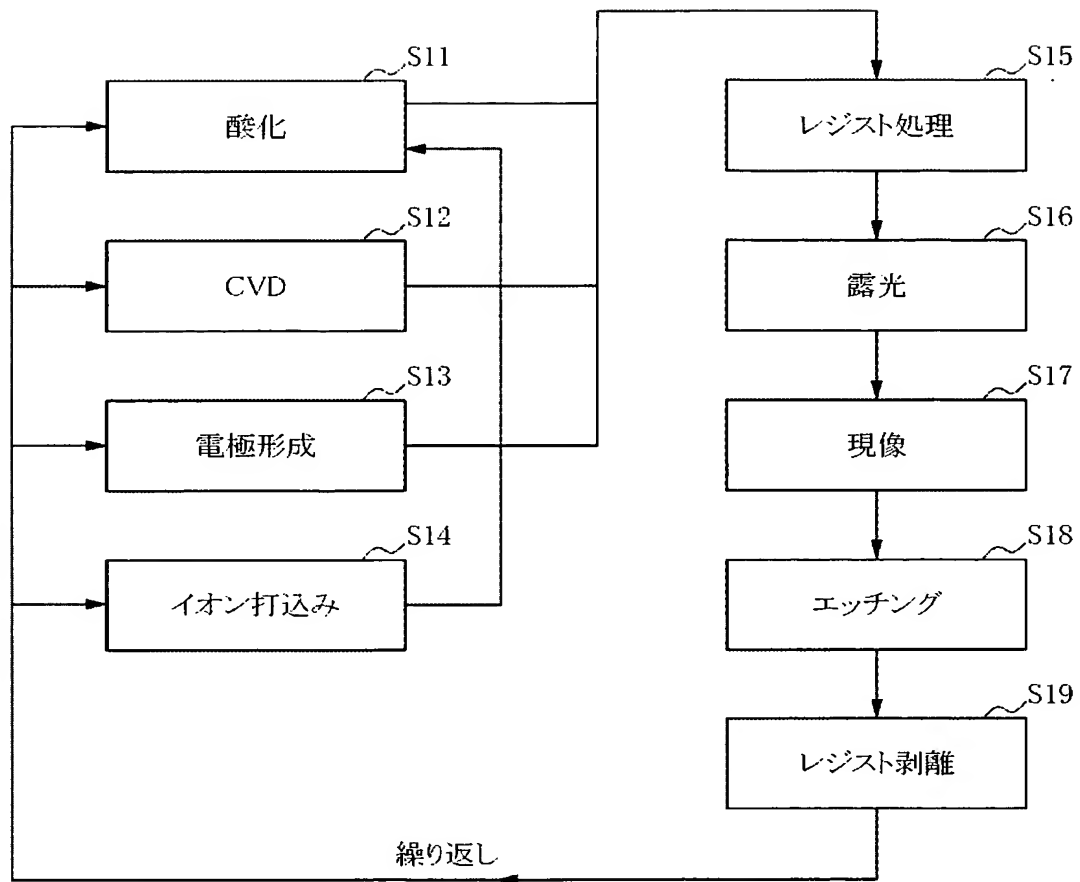 S11
酸化
S12
CVD
S13
電極形成
S14
イオン打込み
S15
レジスト処理
S16
露光
S17
現像
S18
エッチング
S19
レジスト剥離
繰り返し